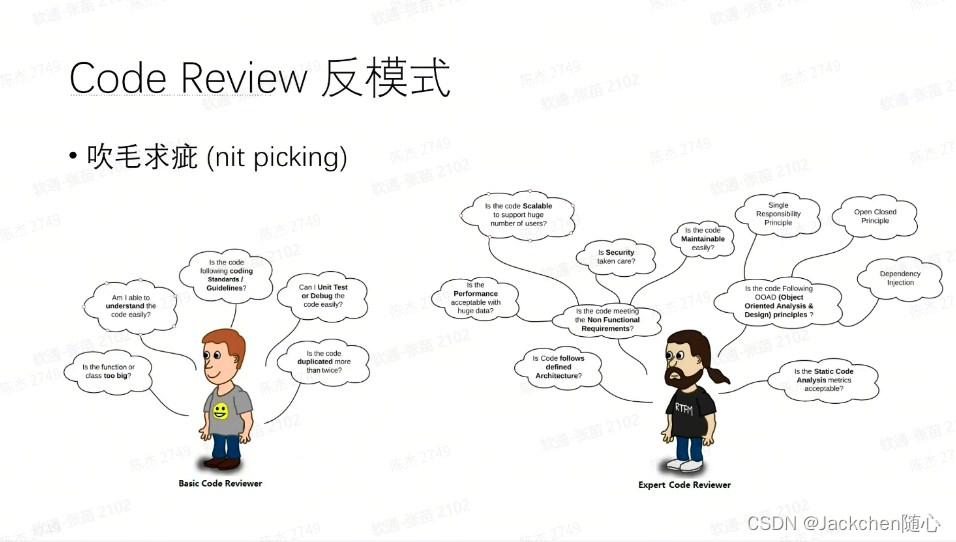 Code Review 反模式
• 吹毛求疵 (nit picking)
Is the code
following coding
Standards /
Guidelines?
Am I able to
understand the
code easily?
Can I Unit Test
or Debug the
code easily?
Is the function or
class too big?
Is the code
duplicated more
than twice?
Basic Code Reviewer
Is the code Scalable
to support huge
number of users?
Is Security
taken care?
Is the code
Maintainable
easily?
Single
Responsibility
Principle
Open Closed
Principle
Is the
Performance
acceptable with
huge data?
Is the code meeting
the Non Functional
Requirements?
Is the code Following
OOAD (Object
Oriented Analysis &
Design) principles ?
Dependency
Injection
Is Code follows
defined
Architecture?
Is the Static Code
Analysis metrics
acceptable?
RTFM
Expert Code Reviewer
陈杰 2749
软通-张苗 2102
CSDN @Jackchen随心